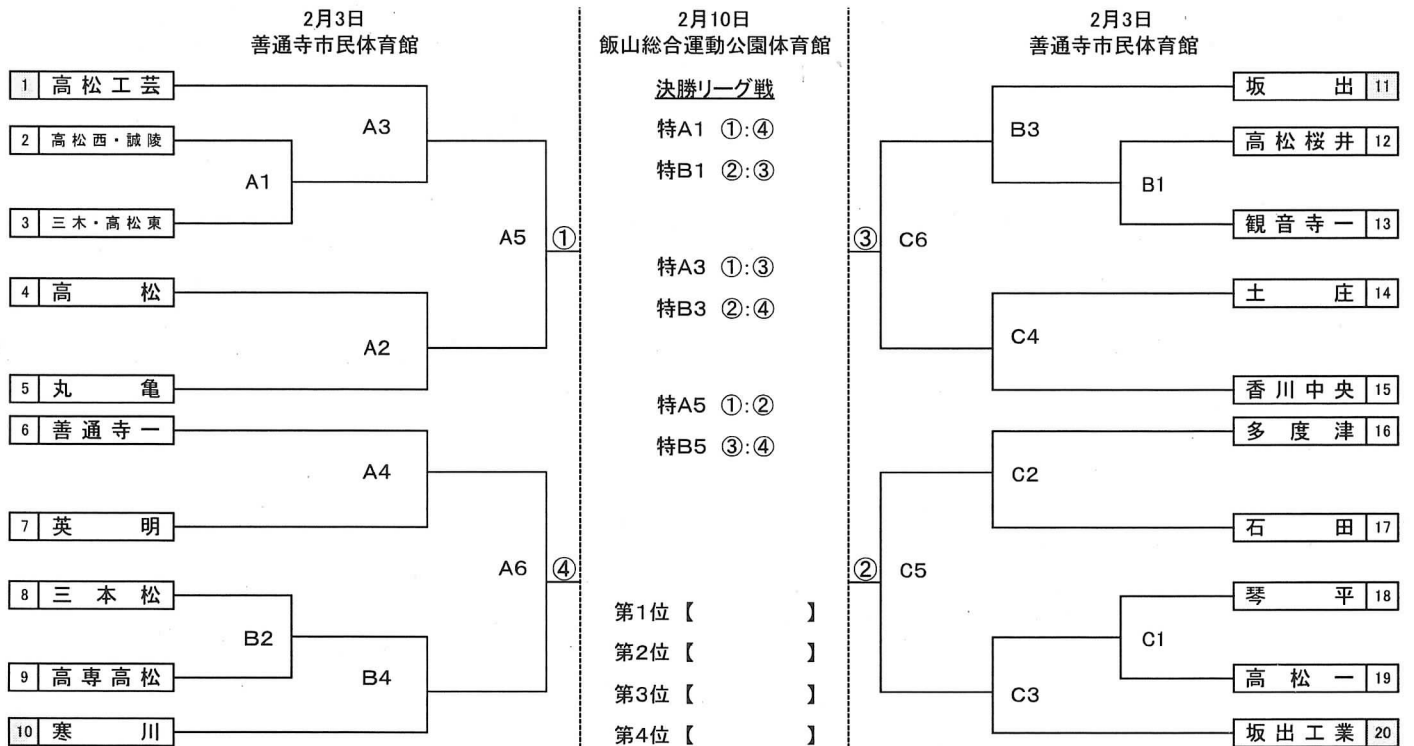 2月3日
善通寺市民体育館
1 高松工芸
2 高松西・誠陵
3 三木・高松東
4 高松
5 丸亀
6 善通寺一
7 英明
8 三本松
9 高専高松
10 寒川
A1
B2
A3
A2
A4
B4
A5
A6
①
④
2月10日
飯山総合運動公園体育館
決勝リーグ戦
特A1 ①:④
特B1 ②:③
特A3 ①:③
特B3 ②:④
特A5 ①:②
特B5 ③:④
第1位【 】
第2位【 】
第3位【 】
第4位【 】
2月3日
善通寺市民体育館
③
②
C6
C5
B3
C4
C2
C3
B1
C1
坂出 11
高松桜井 12
観音寺一 13
土庄 14
香川中央 15
多度津 16
石田 17
琴平 18
高松一 19
坂出工業 20